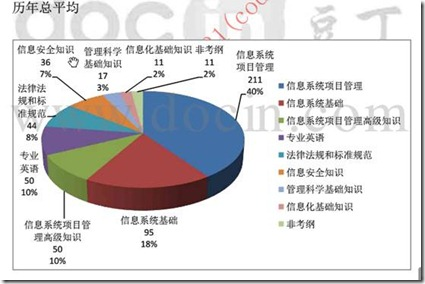 历年总平均
信息安全知识
36
7%
管理科学
基础知识
17
3%
信息化基础知识
11
2%
非考纲
11
2%
信息系统
项目管理
211
40%
法律法
规和标
准规范
44
8%
专业
英语
50
10%
信息系统项目管
理高级知识
50
10%
信息系统基础
95
18%
信息系统项目管理
信息系统基础
信息系统项目管理高级知识
专业英语
法律法规和标准规范
信息安全知识
管理科学基础知识
信息化基础知识
非考纲
www.docin.com
豆丁